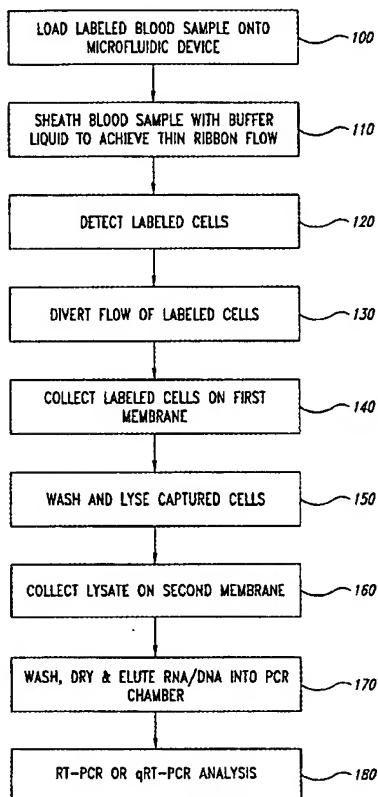 LOAD LABELED BLOOD SAMPLE ONTO
MICROFLUIDIC DEVICE
100
SHEATH BLOOD SAMPLE WITH BUFFER
LIQUID TO ACHIEVE THIN RIBBON FLOW
110
DETECT LABELED CELLS
120
DIVERT FLOW OF LABELED CELLS
130
COLLECT LABELED CELLS ON FIRST
MEMBRANE
140
WASH AND LYSE CAPTURED CELLS
150
COLLECT LYSATE ON SECOND MEMBRANE
160
WASH, DRY & ELUTE RNA/DNA INTO PCR
CHAMBER
170
RT-PCR OR qRT-PCR ANALYSIS
180